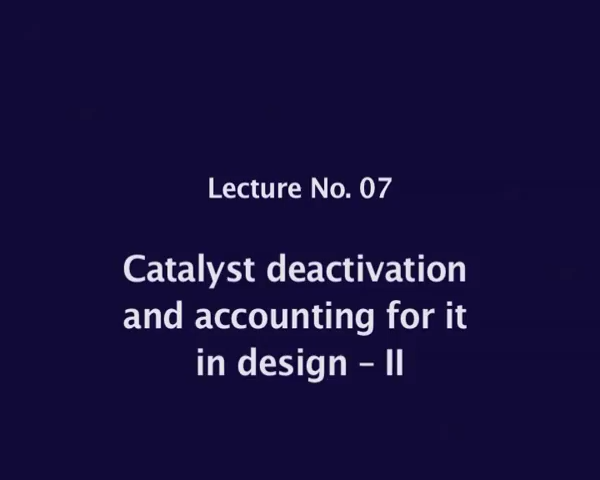 Lecture No. 07
Catalyst deactivation
and accounting for it
in design – II